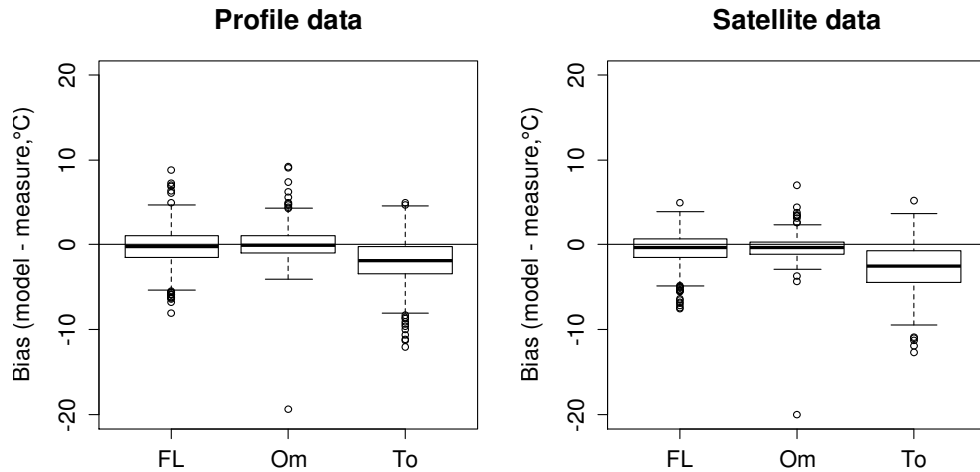 Profile data
Bias (model - measure,°C)
20
10
0
-10
-20
FL
Om
To
Satellite data
Bias (model - measure,°C)
20
10
0
-10
-20
FL
Om
To